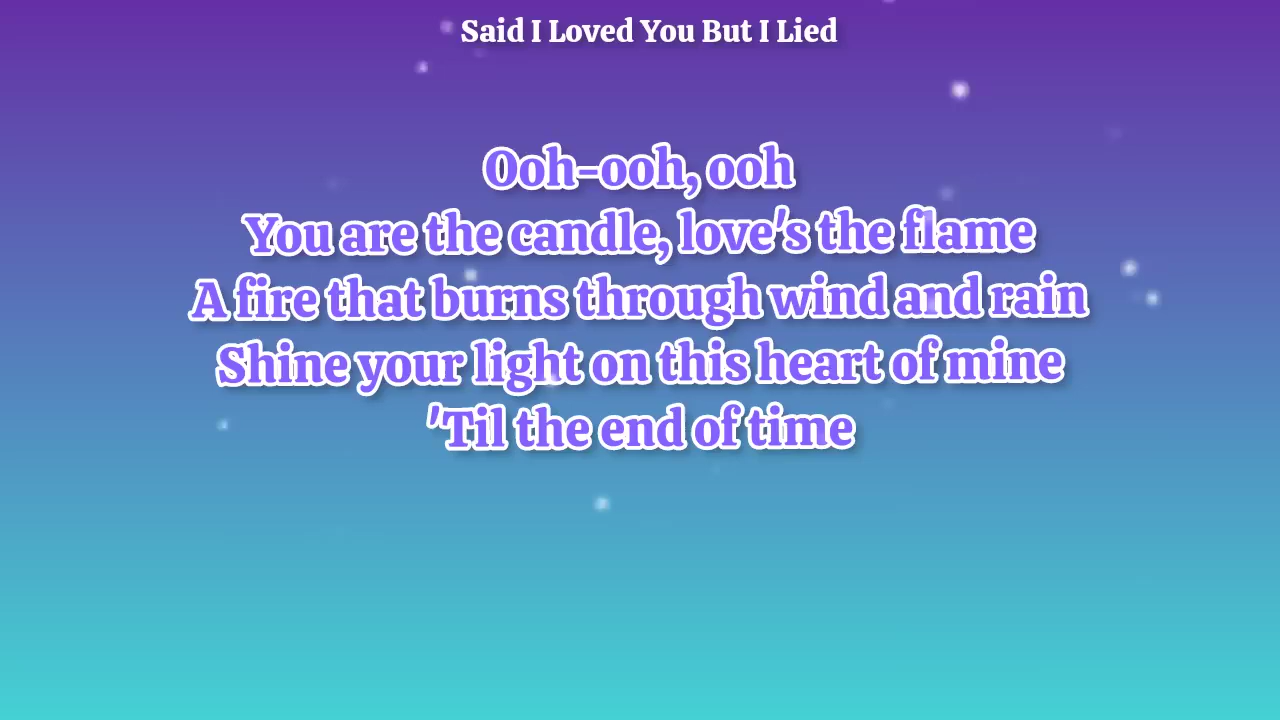 Said I Loved You But I Lied
Ooh-ooh, ooh
You are the candle, love's the flame
A fire that burns through wind and rain
Shine your light on this heart of mine
'Til the end of time